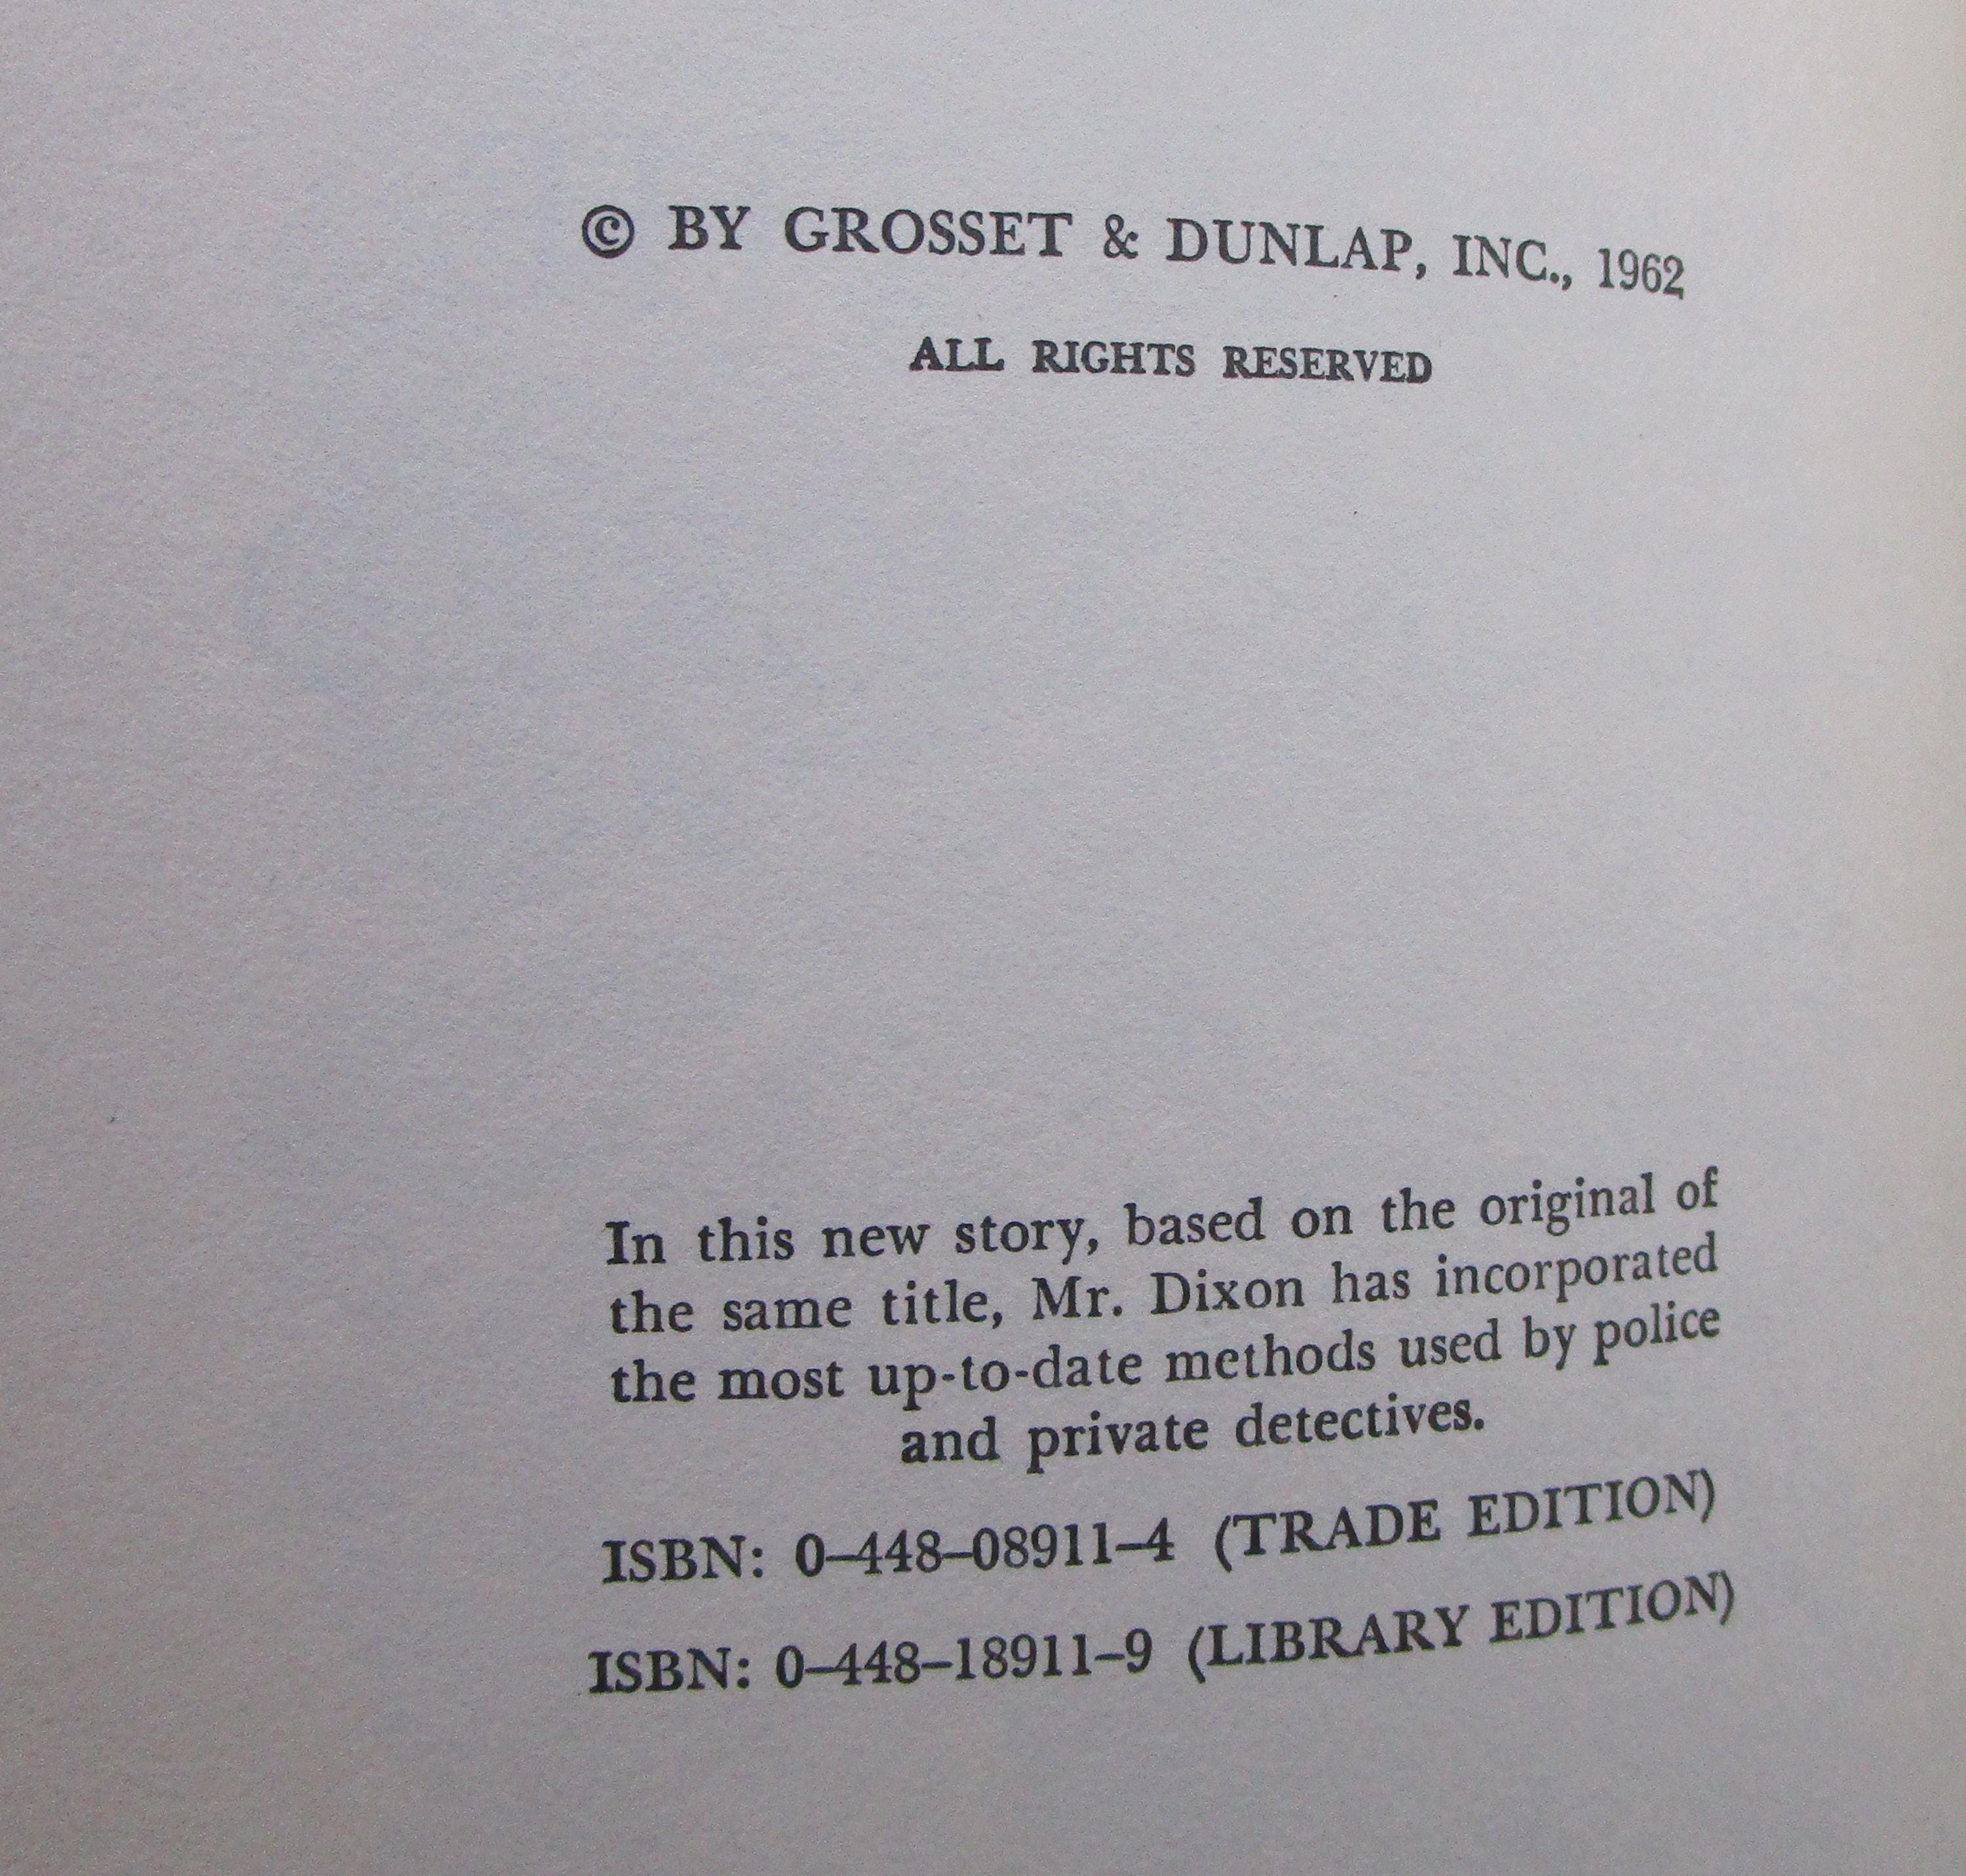 © BY GROSSET & DUNLAP, INC., 1962
ALL RIGHTS RESERVED
In this new story, based on the original of
the same title, Mr. Dixon has incorporated
the most up-to-date methods used by police
and private detectives.
ISBN: 0–448–08911–4 (TRADE EDITION)
ISBN: 0–448–18911–9 (LIBRARY EDITION)